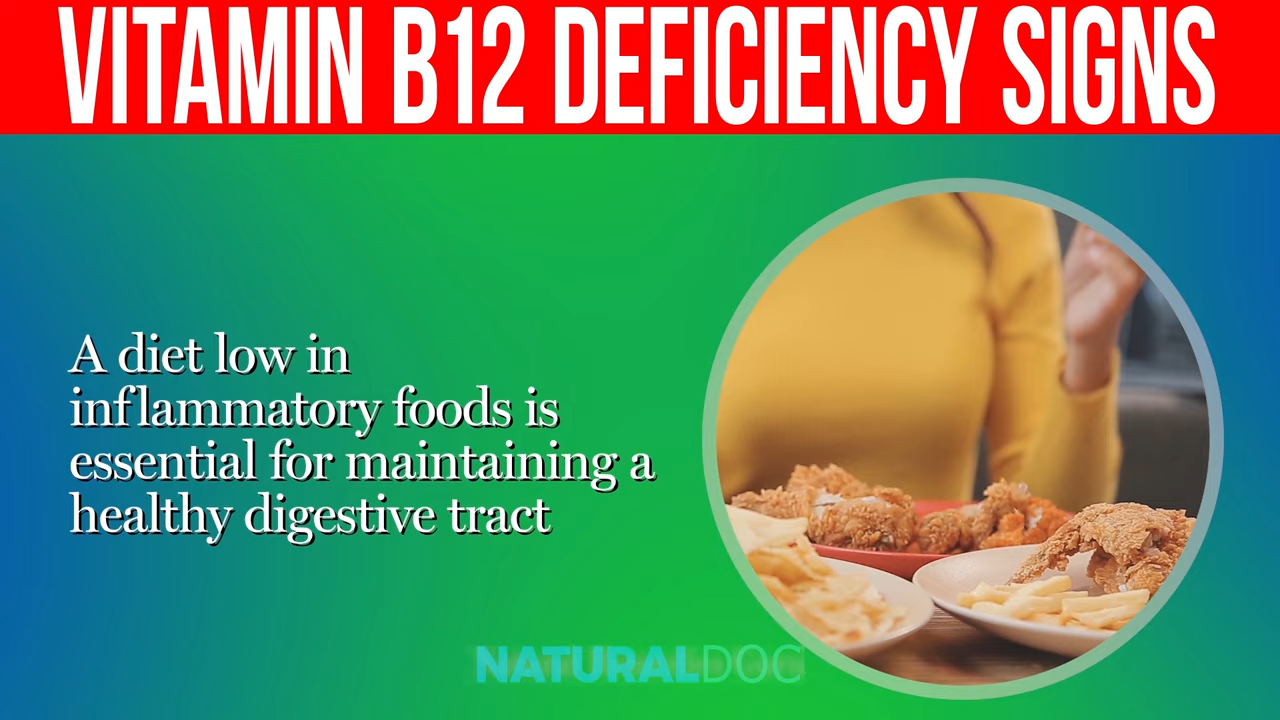 VITAMIN B12 DEFICIENCY SIGNS
A diet low in
inflammatory foods is
essential for maintaining a
healthy digestive tract
NATURALDOC